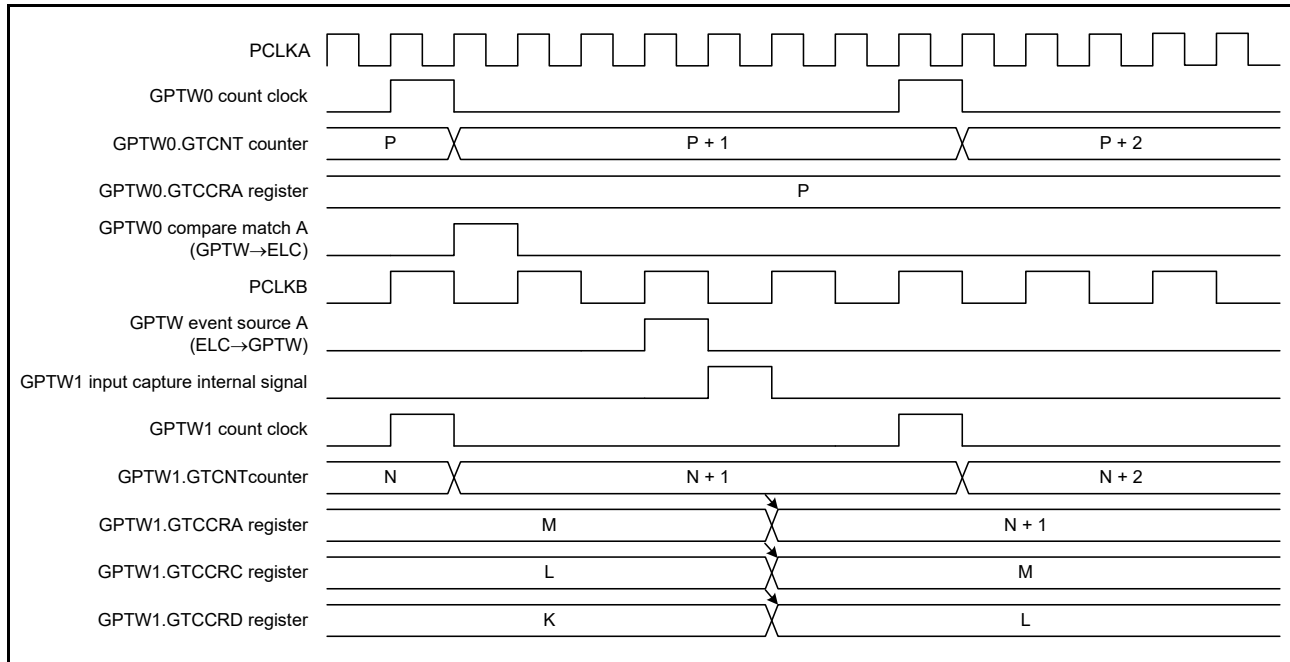 PCLKA
GPTW0 count clock
GPTW0.GTCNT counter P P + 1 P + 2
GPTW0.GTCCRA register P
GPTW0 compare match A
(GPTW→ELC)
PCLKB
GPTW event source A
(ELC→GPTW)
GPTW1 input capture internal signal
GPTW1 count clock
GPTW1.GTCNTcounter N N + 1 N + 2
GPTW1.GTCCRA register M N + 1
GPTW1.GTCCRC register L M
GPTW1.GTCCRD register K L